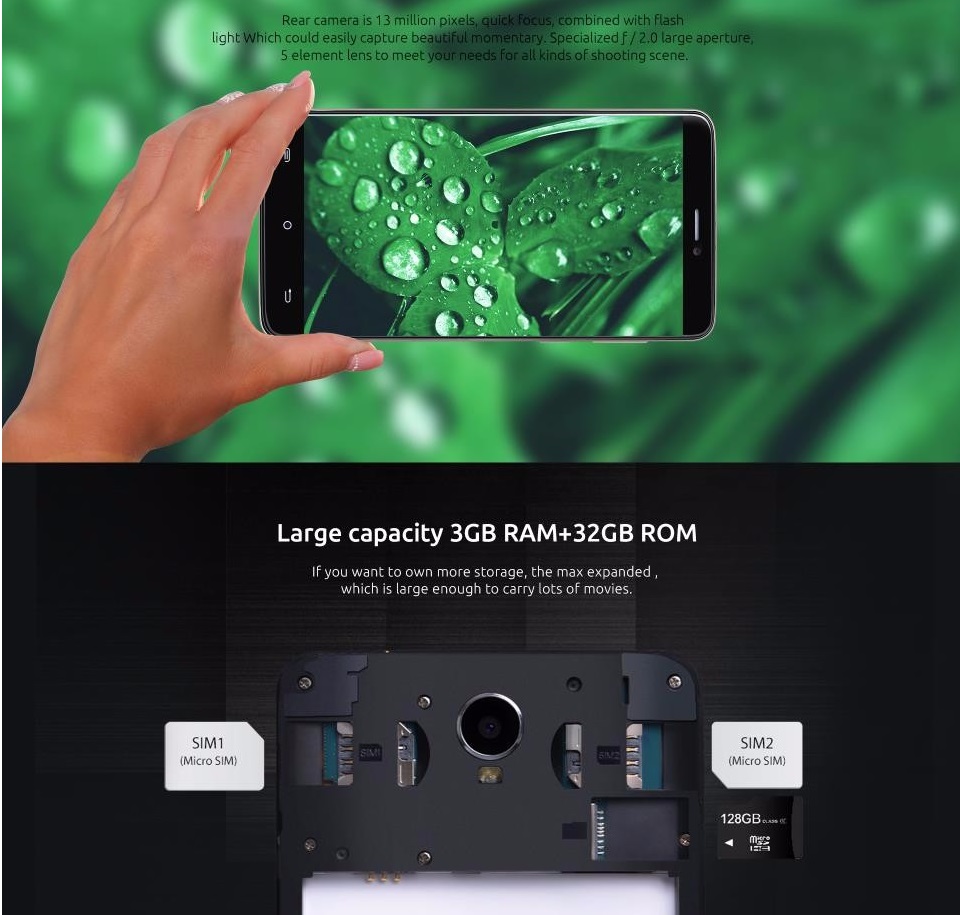 Rear camera is 13 million pixels, quick focus, combined with flash
light Which could easily capture beautiful momentary. Specialized ƒ / 2.0 large aperture,
5 element lens to meet your needs for all kinds of shooting scene.
Large capacity 3GB RAM+32GB ROM
If you want to own more storage, the max expanded ,
which is large enough to carry lots of movies.
SIM1
(Micro SIM)
SIM1
SIM2
SIM2
(Micro SIM)
128GB
micro